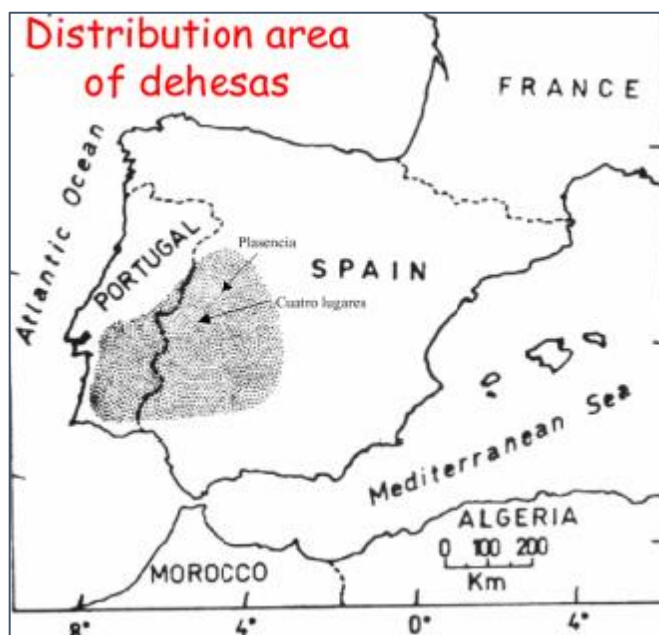 Distribution area
of dehesas
FRANCE
Atlantic Ocean
PORTUGAL
Plasencia
SPAIN
Cuatro lugares
Mediterranean Sea
ALGERIA
0 100 200
Km
MOROCCO
8° 4° 0° 4°